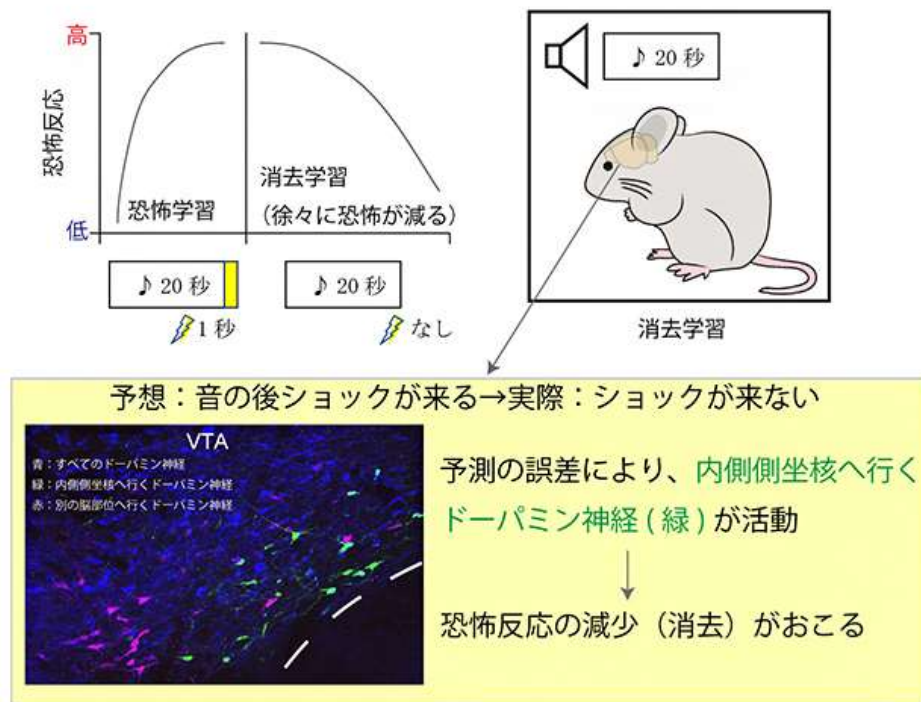 高
恐怖反応
低
恐怖学習
消去学習
(徐々に恐怖が減る)
♪ 20 秒
1 秒
♪ 20 秒
なし
♪ 20 秒
消去学習
予想：音の後ショックが来る→実際：ショックが来ない
VTA
青：すべてのドーパミン神経
緑：内側側坐核へ行くドーパミン神経
赤：別の脳部位へ行くドーパミン神経
予測の誤差により、内側側坐核へ行く
ドーパミン神経 ( 緑 ) が活動
恐怖反応の減少（消去）がおこる